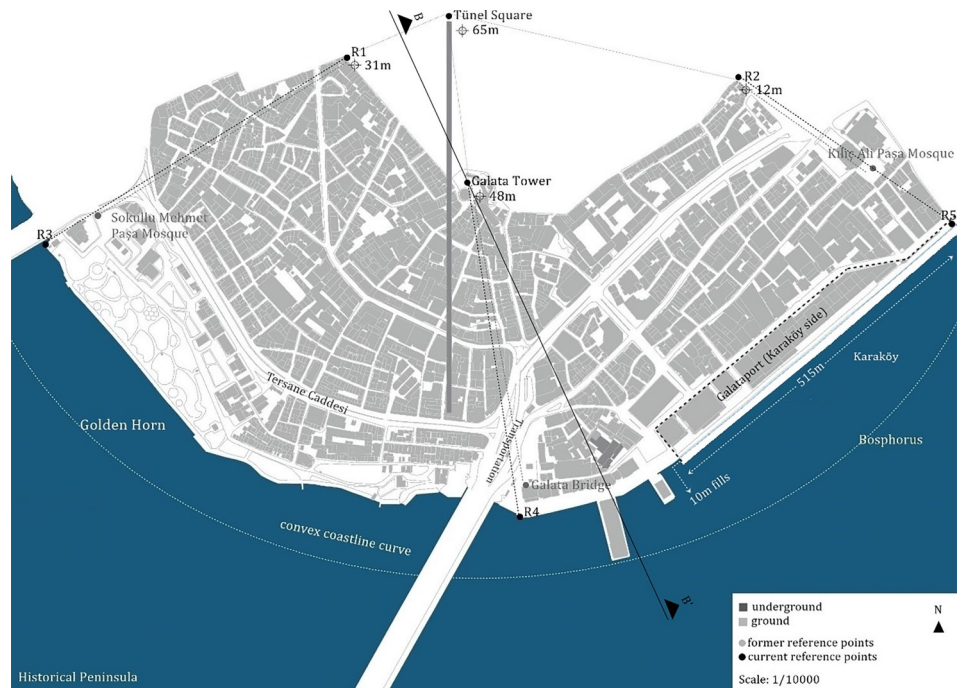 B
Tünel Square
65m
R1
31m
R2
12m
Kılıç Ali Paşa Mosque
Galata Tower
48m
Sokullu Mehmet
Paşa Mosque
R3
R5
Galataport (Karaköy side)
515m
Karaköy
Tersane Caddesi
Golden Horn
Transportation
Bosphorus
Galata Bridge
10m fills
R4
convex coastline curve
B'
underground
ground
former reference points
current reference points
Scale: 1/10000
N
Historical Peninsula